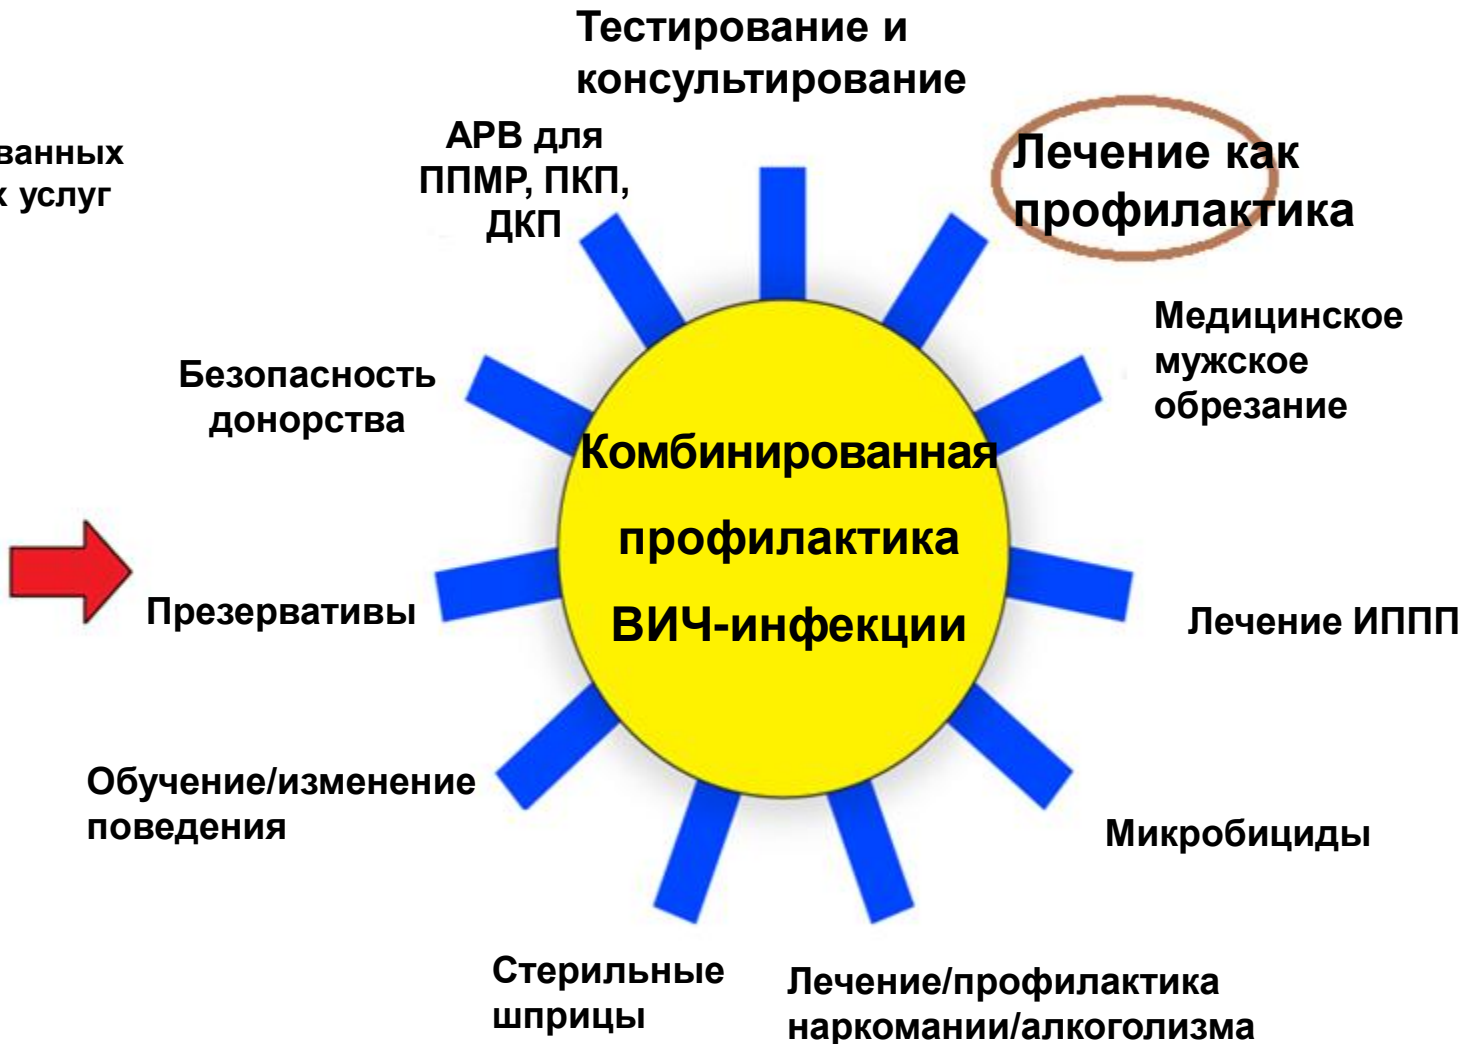 Тестирование и
консультирование
АРВ для
ППМР, ПКП,
ДКП
услуг
Лечение как
профилактика
Медицинское
мужское
обрезание
Безопасность
донорства
Комбинированная
профилактика
ВИЧ-инфекции
Презервативы
Лечение ИППП
Обучение/изменение
поведения
Микробициды
Стерильные
шприцы
Лечение/профилактика
наркомании/алкоголизма